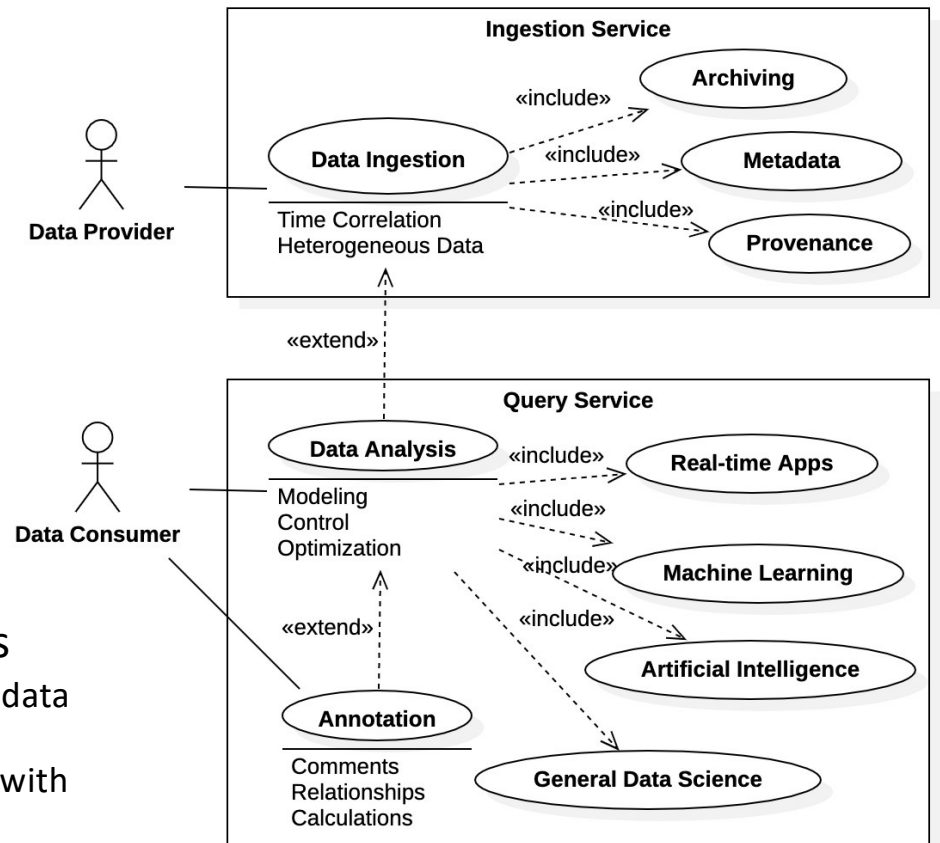 Ingestion Service
Archiving
«include»
Data Ingestion
«include»
Metadata
Time Correlation
Heterogeneous Data
«include»
Provenance
Data Provider
«extend»
Query Service
Data Analysis
«include»
Real-time Apps
Modeling
Control
Optimization
«include»
Data Consumer
«include»
Machine Learning
«include»
«extend»
s
data
with
Artificial Intelligence
Annotation
Comments
Relationships
Calculations
General Data Science